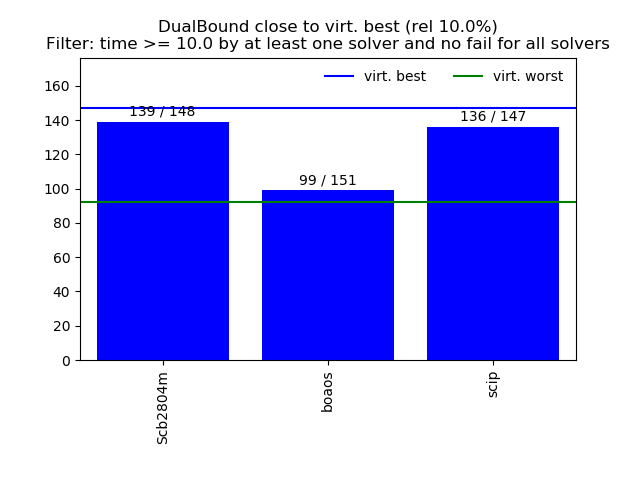 DualBound close to virt. best (rel 10.0%)
Filter: time >= 10.0 by at least one solver and no fail for all solvers
virt. best
virt. worst
160
140
120
100
80
60
40
20
0
139 / 148
99 / 151
136 / 147
Scb2804m
boaos
scip